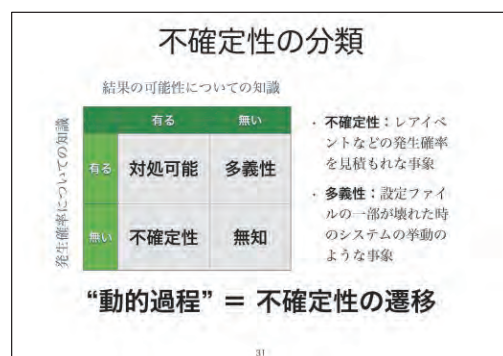 不確定性の分類
結果の可能性についての知識
発生確率についての知識
有る 無い
有る 対処可能 多義性
無い 不確定性 無知
・ 不確定性：レアイベ
ントなどの発生確率
を見積もれな事象
・ 多義性：設定ファイ
ルの一部が壊れた時
のシステムの挙動の
ような事象
“動的過程” = 不確定性の遷移
31